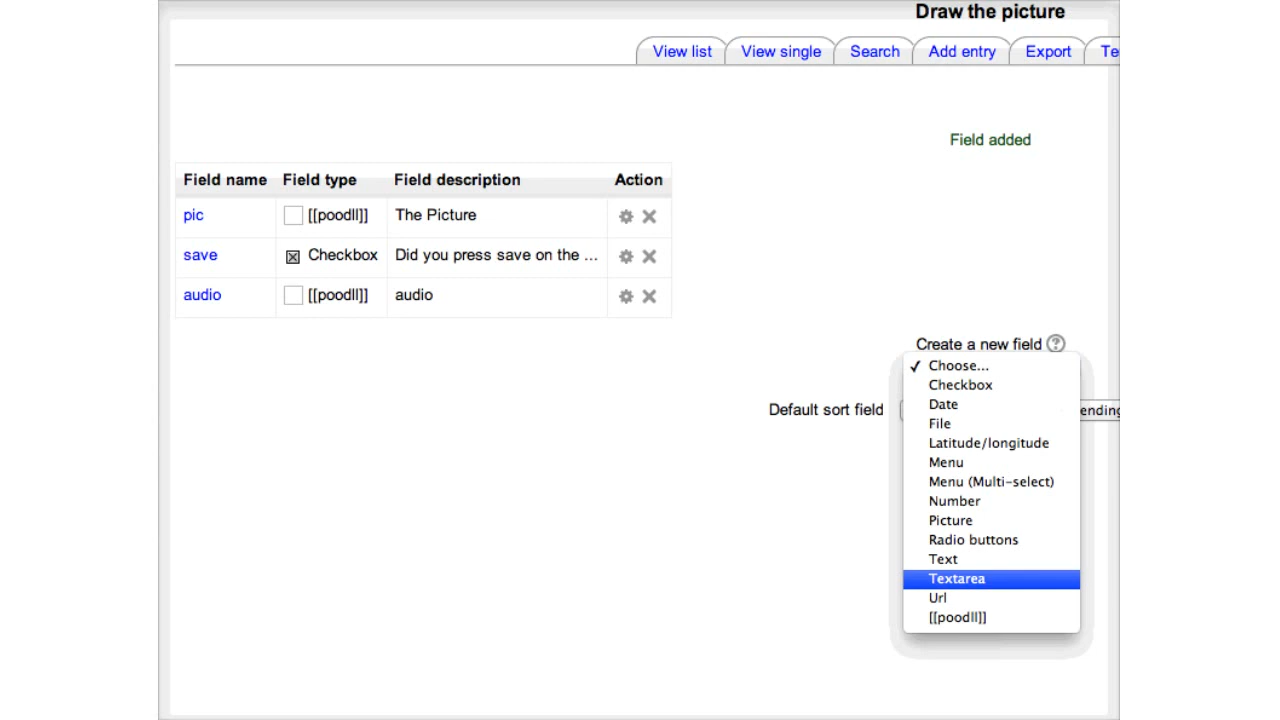 Draw the picture
View list View single Search Add entry Export Te
Field added
Field name Field type Field description Action
pic [[poodll]] The Picture
save Checkbox Did you press save on the ...
audio [[poodll]] audio
Create a new field ?
✓ Choose...
Checkbox
Date
Default sort field ending
File
Latitude/longitude
Menu
Menu (Multi-select)
Number
Picture
Radio buttons
Text
Textarea
Url
[[poodll]]